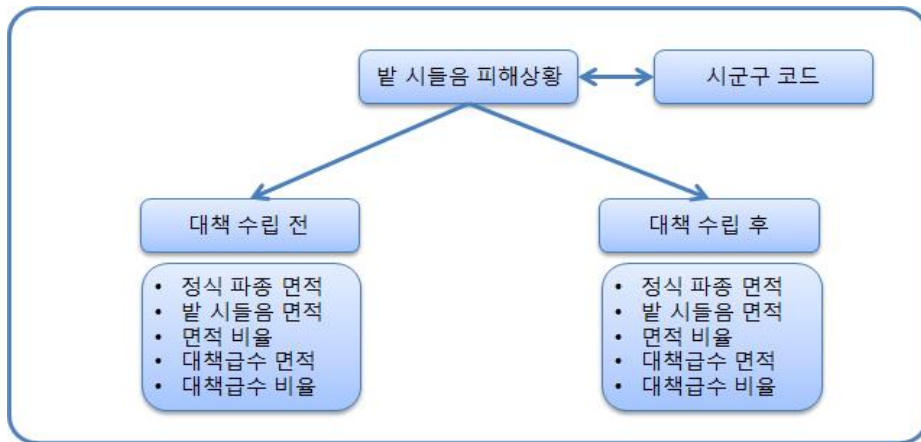 밭 시들음 피해상황
시군구 코드
대책 수립 전
대책 수립 후
• 정식 파종 면적
• 밭 시들음 면적
• 면적 비율
• 대책급수 면적
• 대책급수 비율
• 정식 파종 면적
• 밭 시들음 면적
• 면적 비율
• 대책급수 면적
• 대책급수 비율